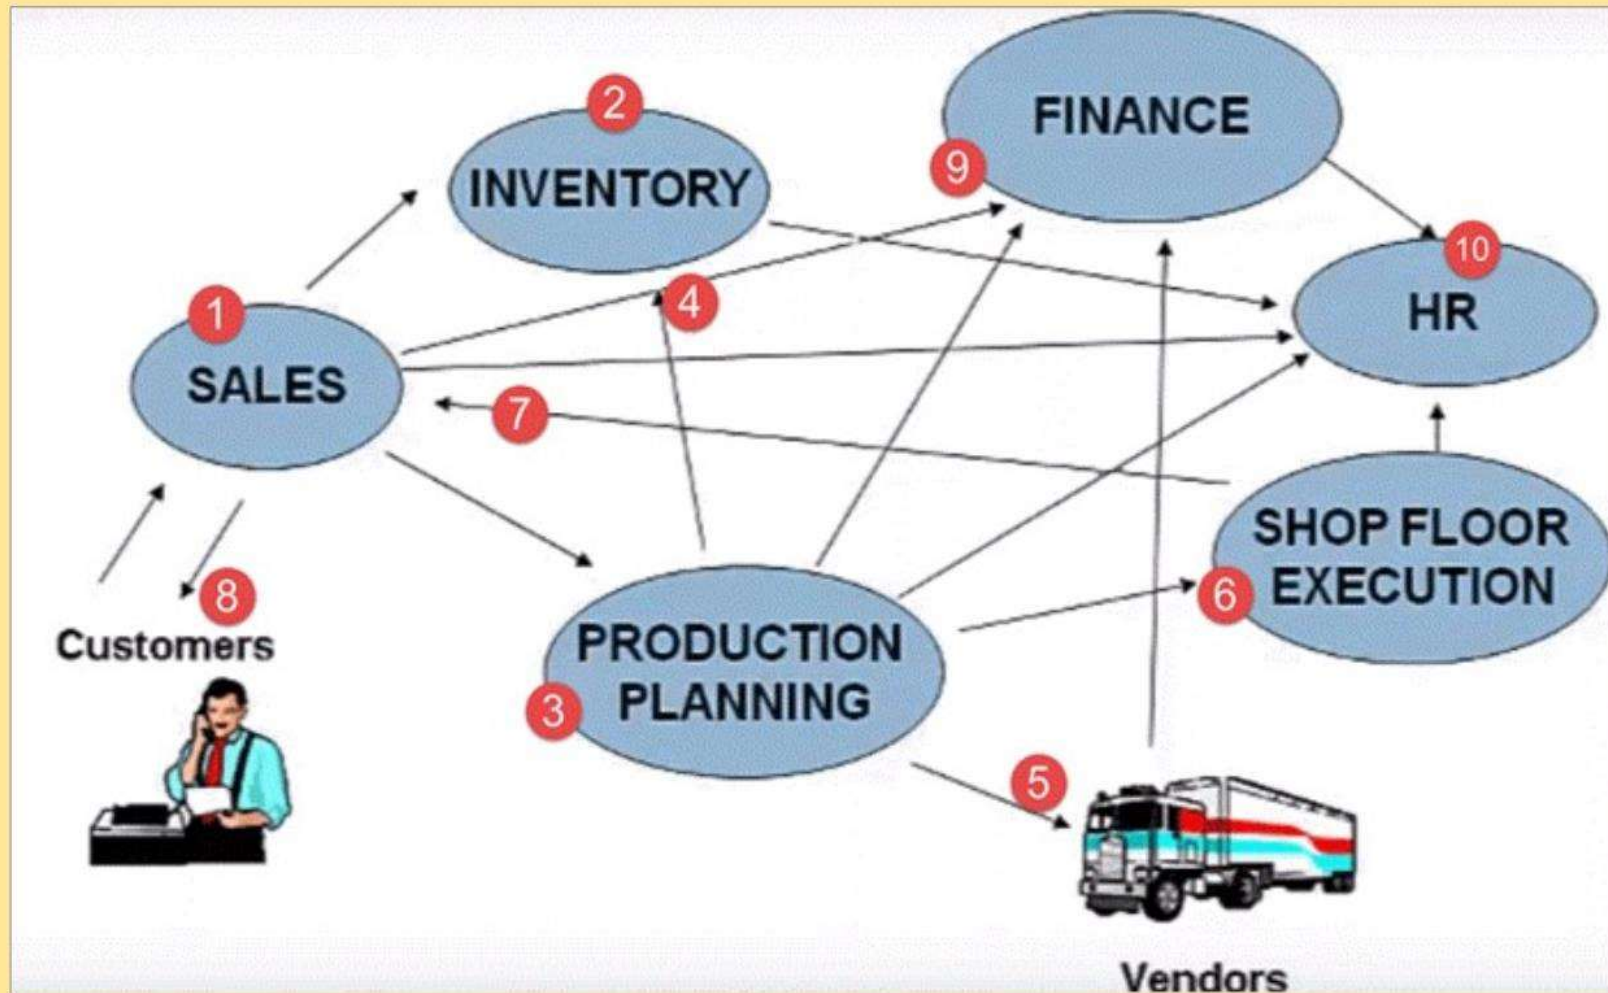 2
FINANCE
INVENTORY
9
10
HR
4
1
SALES
7
SHOP FLOOR
EXECUTION
6
8
Customers
PRODUCTION
PLANNING
3
5
Vendors